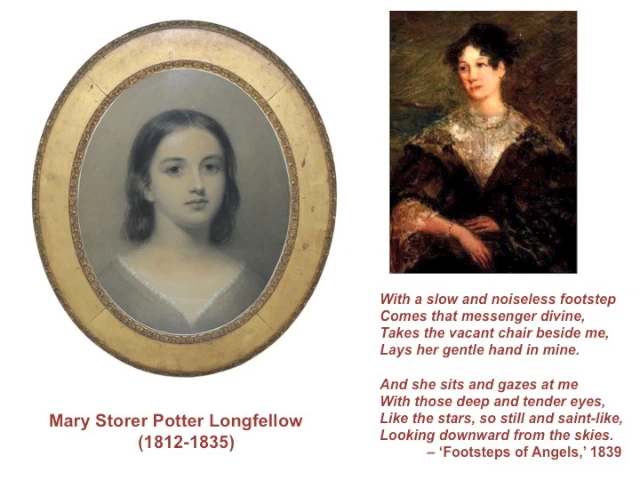 With a slow and noiseless footstep
Comes that messenger divine,
Takes the vacant chair beside me,
Lays her gentle hand in mine.
And she sits and gazes at me
With those deep and tender eyes,
Like the stars, so still and saint-like,
Looking downward from the skies.
– ‘Footsteps of Angels,’ 1839
Mary Storer Potter Longfellow
(1812-1835)